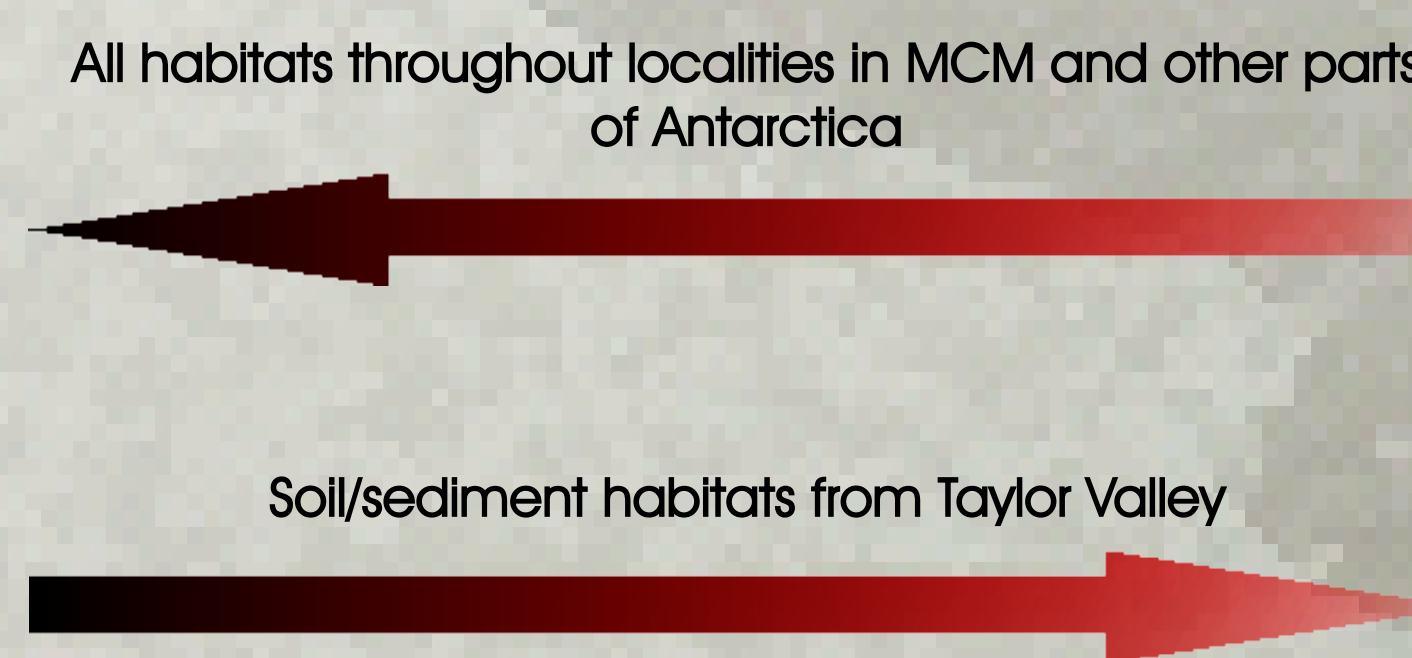 All habitats throughout localities in MCM and other parts
of Antarctica
Soil/sediment habitats from Taylor Valley